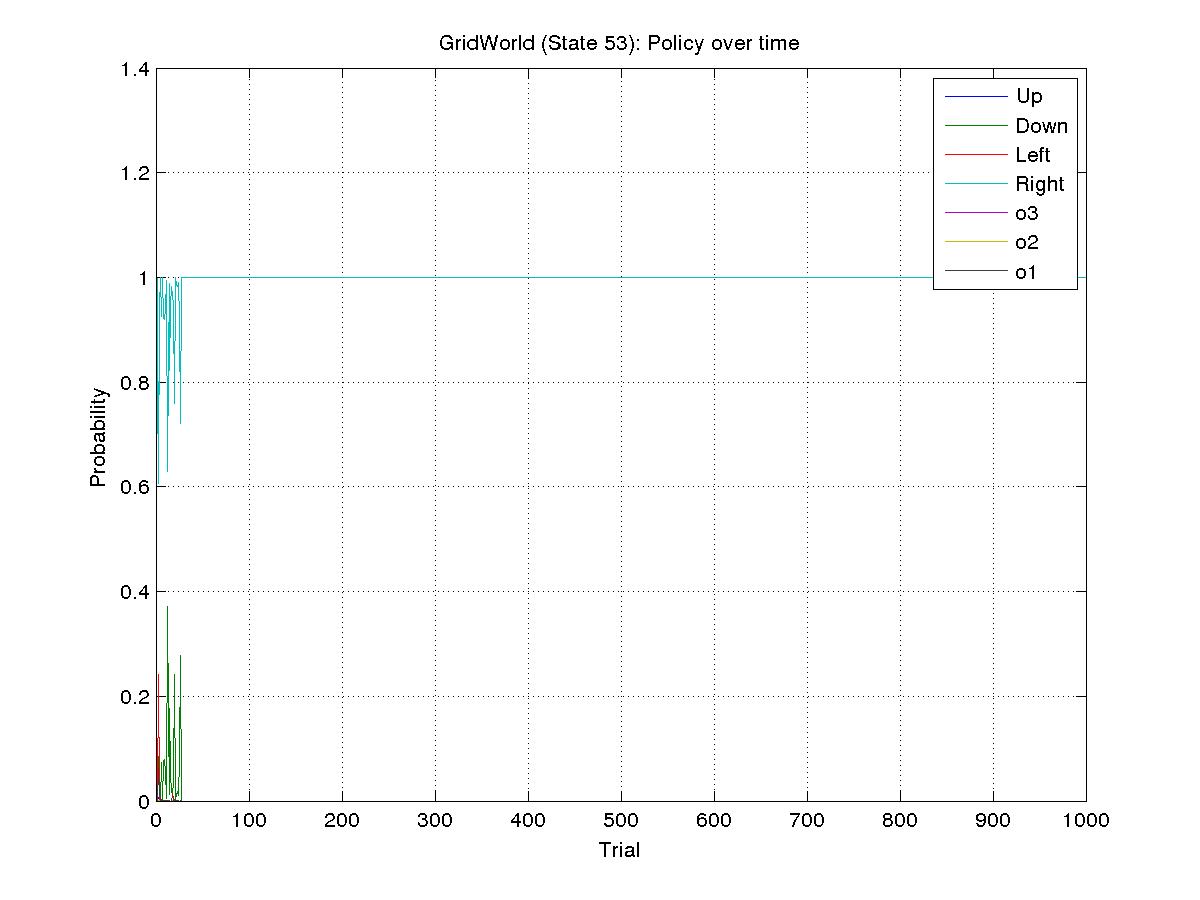 GridWorld (State 53): Policy over time
1.4
1.2
1
0.8
0.6
0.4
0.2
0
Probability
Up
Down
Left
Right
o3
o2
o1
0 100 200 300 400 500 600 700 800 900 1000
Trial